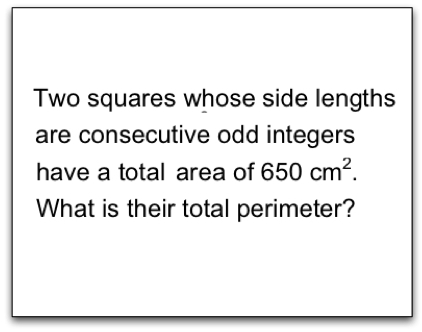 Two squares whose side lengths
are consecutive odd integers
have a total area of 650 cm².
What is their total perimeter?